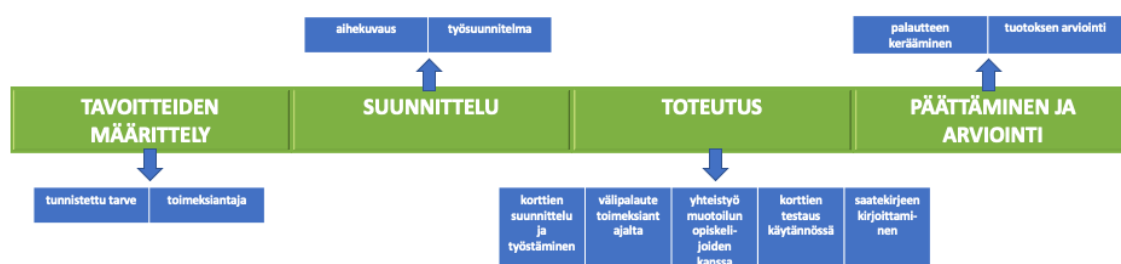 aihekuvaus
työsuunnitelma
palautteen
kerääminen
tuotoksen arviointi
TAVOITTEIDEN
MÄÄRITTELY
SUUNNITTELU
TOTEUTUS
PÄÄTTÄMINEN JA
ARVIOINTI
tunnistettu tarve
toimeksiantaja
korttien
suunnittelu
ja
työstäminen
välipalaute
toimeksiant
ajalta
yhteistyö
muotoilun
opiskeli-
joiden
kanssa
korttien
testaus
käytännössä
saatekirjeen
kirjoittami-
nen